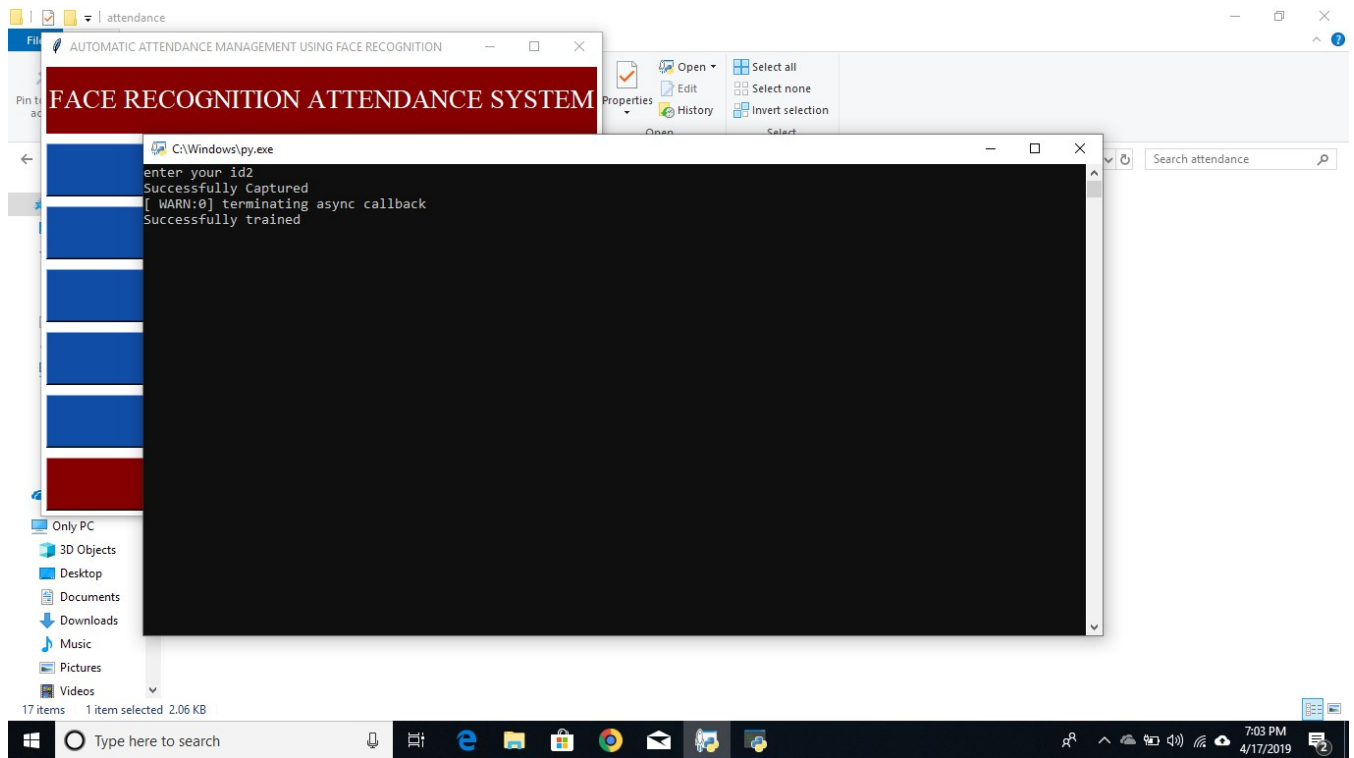 attendance
File
AUTOMATIC ATTENDANCE MANAGEMENT USING FACE RECOGNITION
FACE RECOGNITION ATTENDANCE SYSTEM
Properties
Open
Edit
History
Select all
Select none
Invert selection
Open
Select
C:\Windows\py.exe
Search attendance
enter your id2
Successfully Captured
[ WARN:0] terminating async callback
Successfully trained
Only PC
3D Objects
Desktop
Documents
Downloads
Music
Pictures
Videos
17 items 1 item selected 2.06 KB
Type here to search
7:03 PM
4/17/2019
2